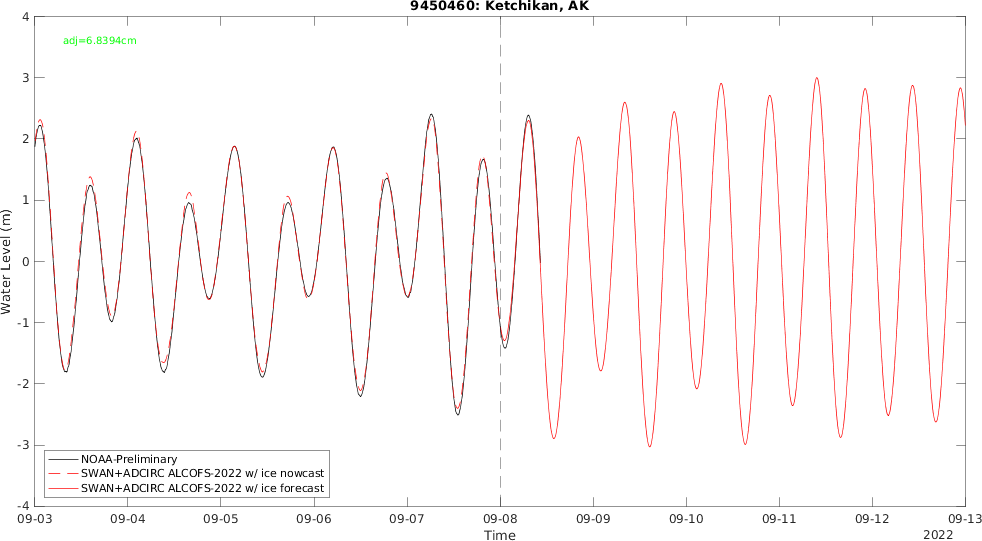 9450460: Ketchikan, AK
adj=6.8394cm
4
3
2
1
0
-1
-2
-3
-4
Water Level (m)
NOAA-Preliminary
SWAN+ADCIRC ALCOFS-2022 w/ ice nowcast
SWAN+ADCIRC ALCOFS-2022 w/ ice forecast
09-03 09-04 09-05 09-06 09-07 09-08 09-09 09-10 09-11 09-12 09-13
Time
2022